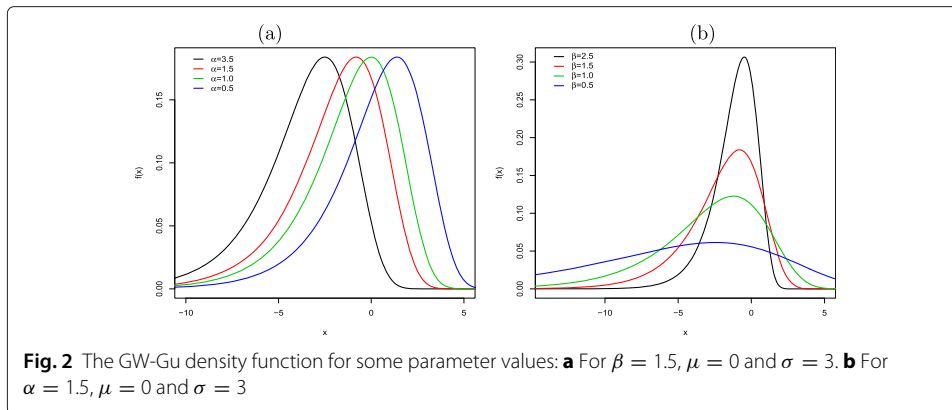 (a)
α=3.5
α=1.5
α=1.0
α=0.5
f(x)
0.00
0.05
0.10
0.15
−10
−5
0
5
x
(b)
β=2.5
β=1.5
β=1.0
β=0.5
f(x)
0.00
0.05
0.10
0.15
0.20
0.25
0.30
−10
−5
0
5
x
Fig. 2 The GW-Gu density function for some parameter values: a For β = 1.5, μ = 0 and σ = 3. b For
α = 1.5, μ = 0 and σ = 3